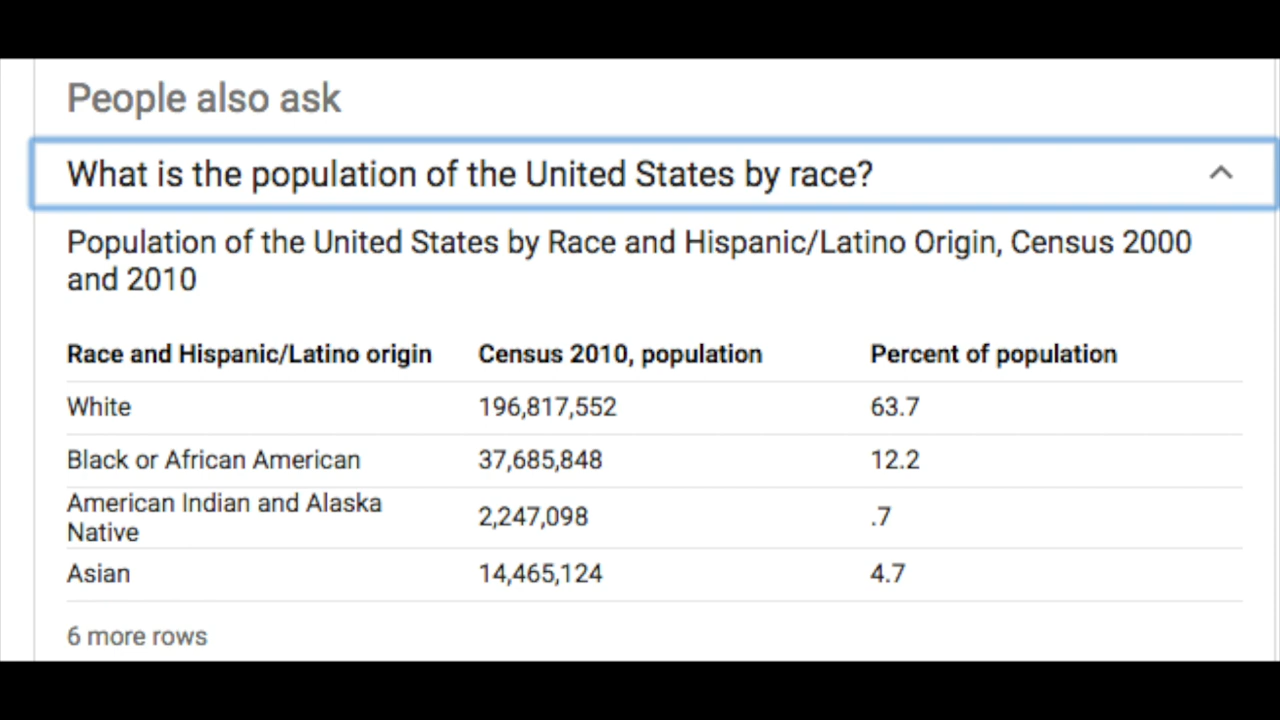 People also ask
What is the population of the United States by race?
Population of the United States by Race and Hispanic/Latino Origin, Census 2000
and 2010
Race and Hispanic/Latino origin Census 2010, population Percent of population
White 196,817,552 63.7
Black or African American 37,685,848 12.2
American Indian and Alaska
Native 2,247,098 .7
Asian 14,465,124 4.7
6 more rows